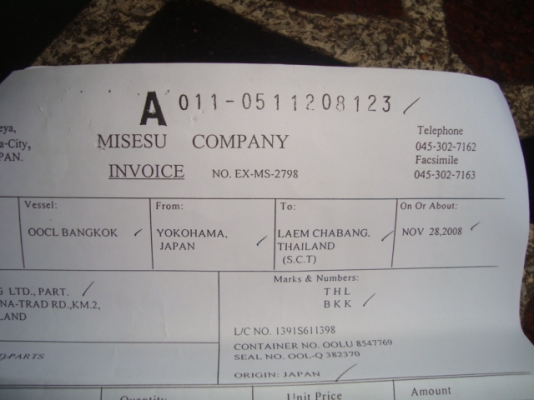 A 011-0511208123
eya,
a-City,
PAN.
MISESU COMPANY
INVOICE NO. EX-MS-2798
Telephone
045-302-7162
Facsimile
045-302-7163
Vessel: From: To: On Or About:
OOCL BANGKOK YOKOHAMA, JAPAN LAEM CHABANG, THAILAND (S.C.T) NOV 28,2008
G LTD., PART.
NA-TRAD RD.,KM.2,
LAND
Marks & Numbers:
THL
BKK
L/C NO. 1391S611398
CONTAINER NO. OOLU 8547769
SEAL NO. OOL-Q 382370
ORIGIN: JAPAN
-PARTS
Quantity Unit Price Amount